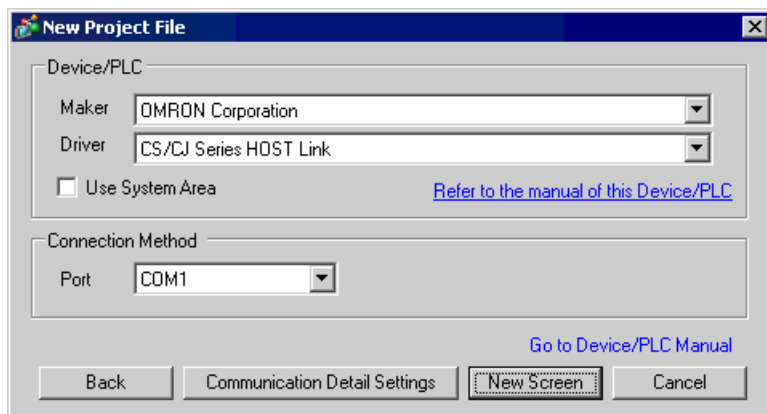 New Project File
Device/PLC
Maker OMRON Corporation
Driver CS/CJ Series HOST Link
Use System Area Refer to the manual of this Device/PLC
Connection Method
Port COM1
Go to Device/PLC Manual
Back Communication Detail Settings New Screen Cancel